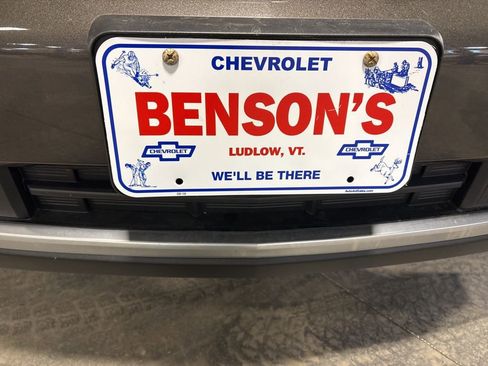 CHEVROLET
BENSON'S
LUDLOW, VT.
CHEVROLET
CHEVROLET
WE'LL BE THERE